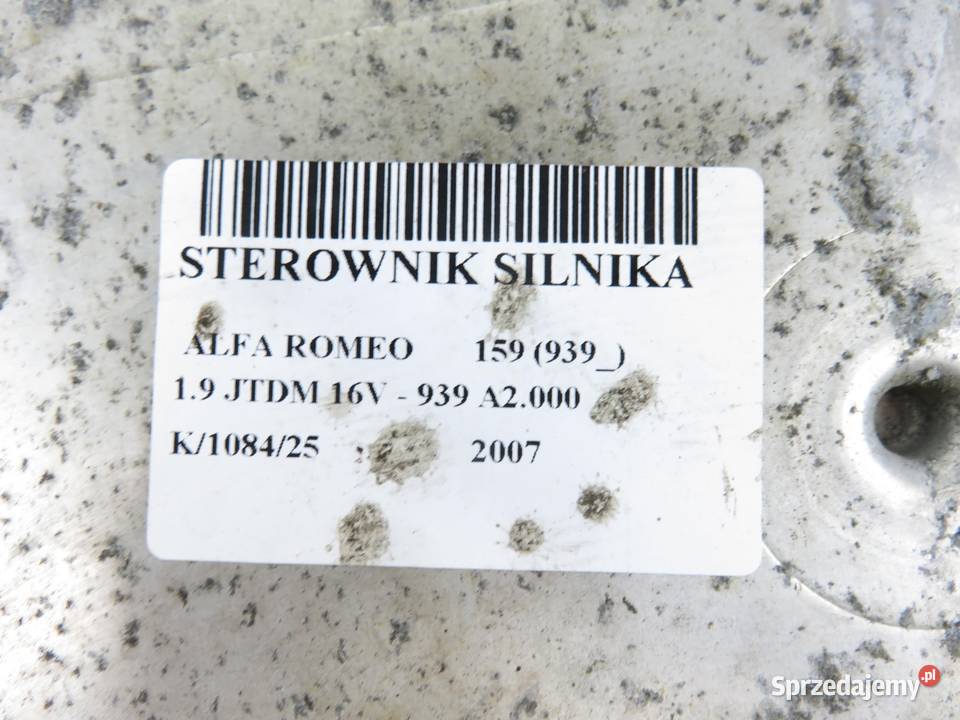 STEROWNIK SILNIKA
ALFA ROMEO 159 (939_)
1.9 JTDM 16V - 939 A2.000
K/1084/25 2007
Sprzedajemy.pl